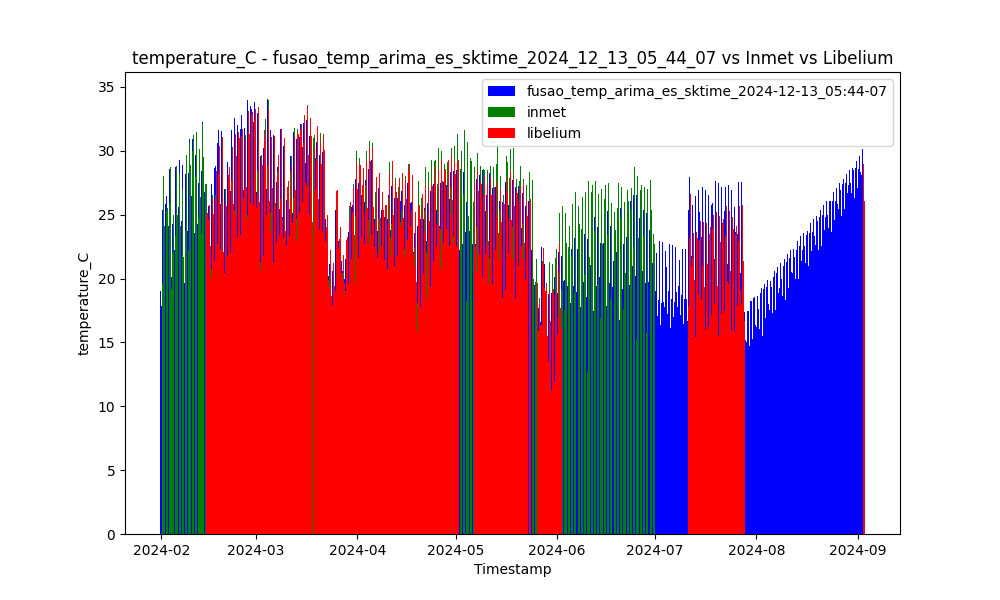 temperature_C - fusao_temp_arima_es_sktime_2024_12_13_05_44_07 vs Inmet vs Libelium
fusao_temp_arima_es_sktime_2024-12-13_05:44-07
inmet
libelium
35
30
25
20
15
10
5
0
temperature_C
2024-02 2024-03 2024-04 2024-05 2024-06 2024-07 2024-08 2024-09
Timestamp